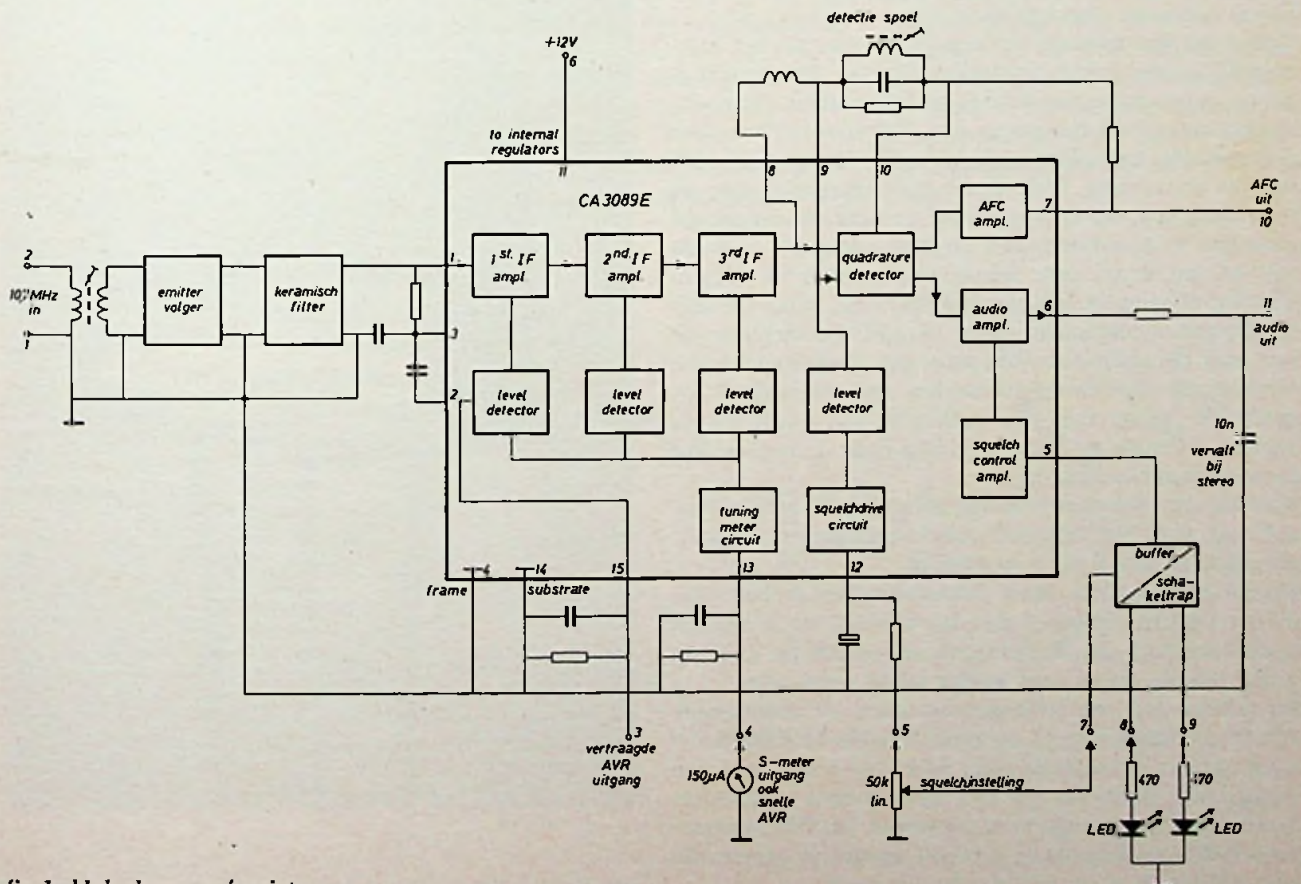 detectie spoel
+12V
6
to internal
regulators
11
8
9
10
CA3089E
AFC
ampl.
7
AFC
uit
10
2
10,7MHz
in
1
emitter
volger
keramisch
filter
1
3
2
1st. IF
ampl.
2nd. IF
ampl.
3rd IF
ampl.
quadrature
detector
audio
ampl.
6
11
audio
uit
level
detector
level
detector
level
detector
level
detector
squelch
control
ampl.
5
10n
vervalt
bij
stereo
tuning
meter
circuit
squelchdrive
circuit
buffer
scha-
keltrap
frame
4
14
substrate
15
13
12
3
vertraagde
AVR
uitgang
4
150µA
S-meter
uitgang
ook
snelle
AVR
5
50k
lin.
squelchinstelling
7
8
9
470
470
LED
LED